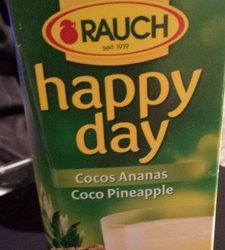 RAUCH
seit 1919
happy
day
Cocos Ananas
Coco Pineapple